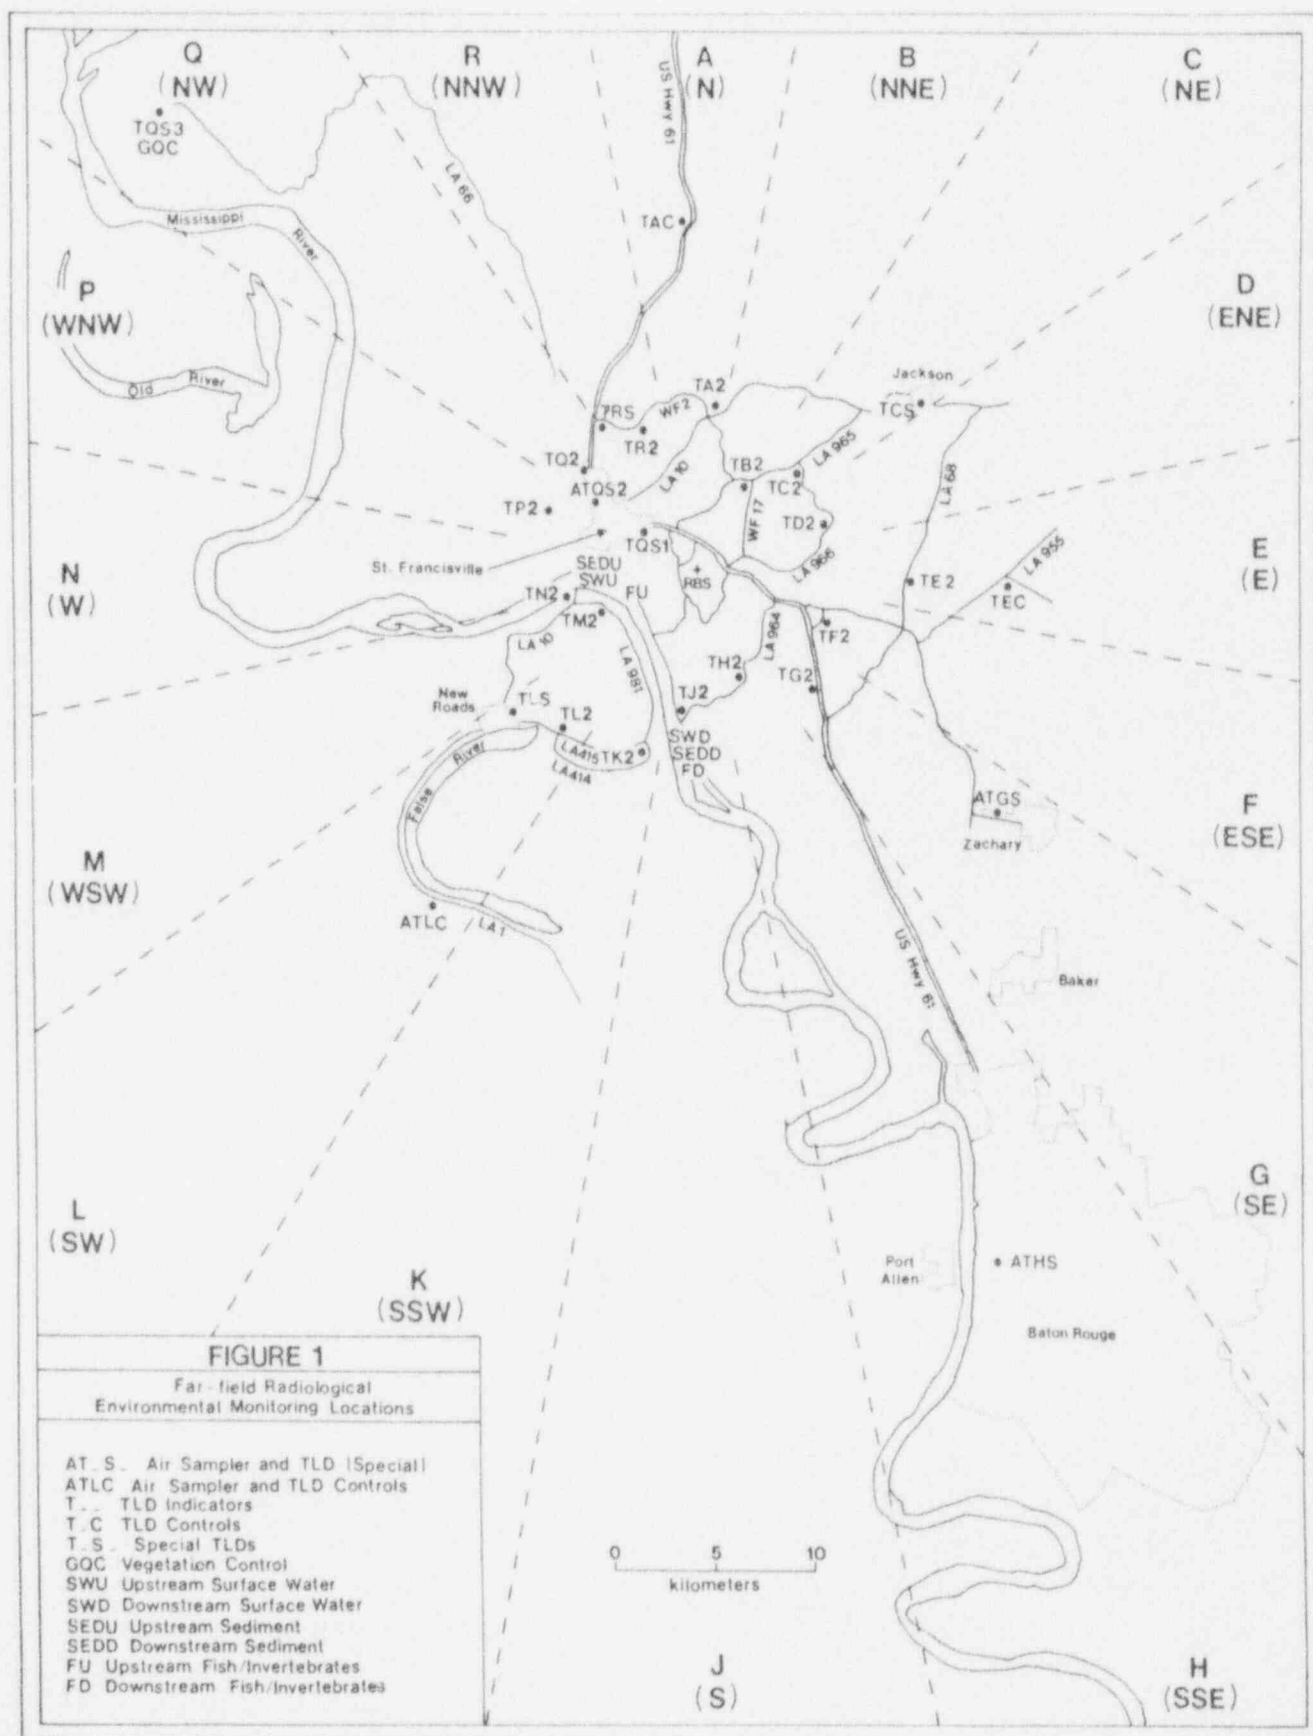 Q
(NW)
R
(NNW)
A
(N)
B
(NNE)
C
(NE)
US Hwy 61
TQS3
GQC
LA 66
TAC
Mississippi
River
P
(WNW)
D
(ENE)
Old River
Jackson
TA2
TCS
TRS
WF2
TR2
LA 965
LA 10
TB2
TC2
LA 68
TQ2
ATQS2
TP2
WF 17
TD2
TQS1
LA 966
LA 955
E
(E)
St. Francisville
SEDU
SWU
RBS
N
(W)
TN2
FU
TE2
TEC
TM2
LA 10
LA 981
LA 964
TF2
TH2
TG2
New
Roads
TLS
TJ2
TL2
SWD
SEDD
FD
LA415
TK2
LA414
False River
ATGS
F
(ESE)
Zachary
M
(WSW)
ATLC
LA 1
US Hwy 61
Baker
G
(SE)
L
(SW)
Port
Allen
ATHS
K
(SSW)
Baton Rouge
FIGURE 1
Far-field Radiological
Environmental Monitoring Locations
AT_S_ Air Sampler and TLD (Special)
ATLC Air Sampler and TLD Controls
T_ _ TLD Indicators
T_C TLD Controls
T_S_ Special TLDs
GQC Vegetation Control
SWU Upstream Surface Water
SWD Downstream Surface Water
SEDU Upstream Sediment
SEDD Downstream Sediment
FU Upstream Fish/Invertebrates
FD Downstream Fish/Invertebrates
0 5 10
kilometers
J
(S)
H
(SSE)